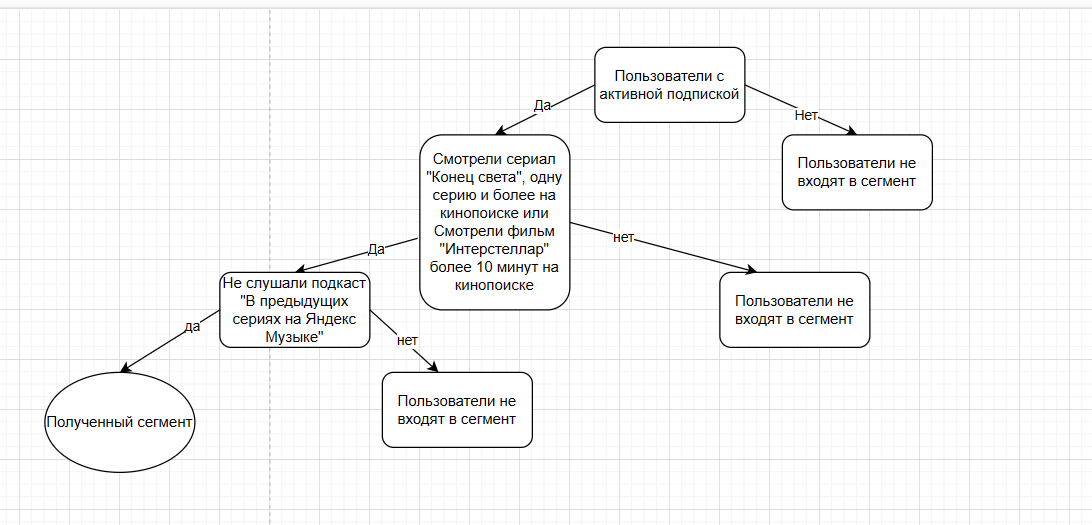 Пользователи с
активной подпиской
Да
Нет
Смотрели сериал
"Конец света", одну
серию и более на
кинопоиске или
Смотрели фильм
"Интерстеллар"
более 10 минут на
кинопоиске
Пользователи не
входят в сегмент
Да
нет
Не слушали подкаст
"В предыдущих
сериях на Яндекс
Музыке"
Пользователи не
входят в сегмент
да
нет
Полученный сегмент
Пользователи не
входят в сегмент